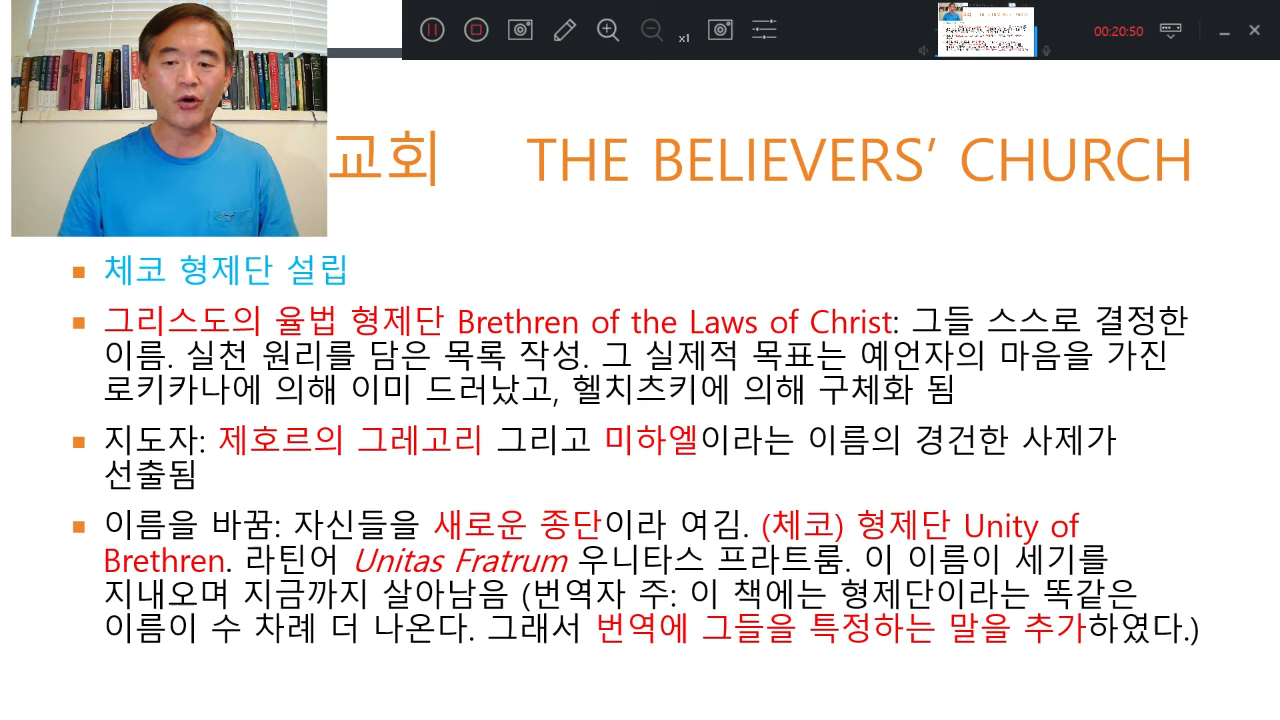 x1
00:20:50
교회 THE BELIEVERS’ CHURCH
체코 형제단 설립
그리스도의 율법 형제단 Brethren of the Laws of Christ: 그들 스스로 결정한
이름. 실천 원리를 담은 목록 작성. 그 실제적 목표는 예언자의 마음을 가진
로키카나에 의해 이미 드러났고, 헬치츠키에 의해 구체화 됨
지도자: 제호르의 그레고리 그리고 미하엘이라는 이름의 경건한 사제가
선출됨
이름을 바꿈: 자신들을 새로운 종단이라 여김. (체코) 형제단 Unity of
Brethren. 라틴어 Unitas Fratrum 우니타스 프라트룸. 이 이름이 세기를
지내오며 지금까지 살아남음 (번역자 주: 이 책에는 형제단이라는 똑같은
이름이 수 차례 더 나온다. 그래서 번역에 그들을 특정하는 말을 추가하였다.)